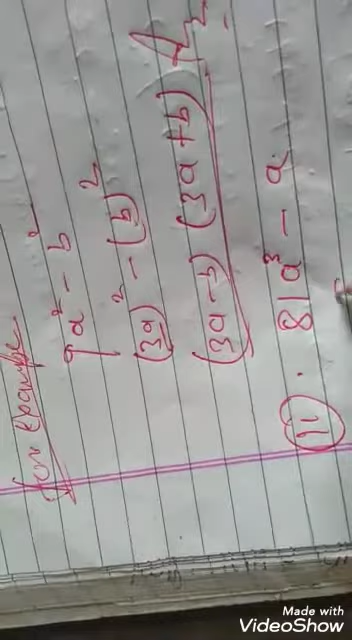 for example
9a² - b²
(3a)² - (b)²
(3a-b) (3a+b) A
(ii). 81a³ - a
Made with
VideoShow